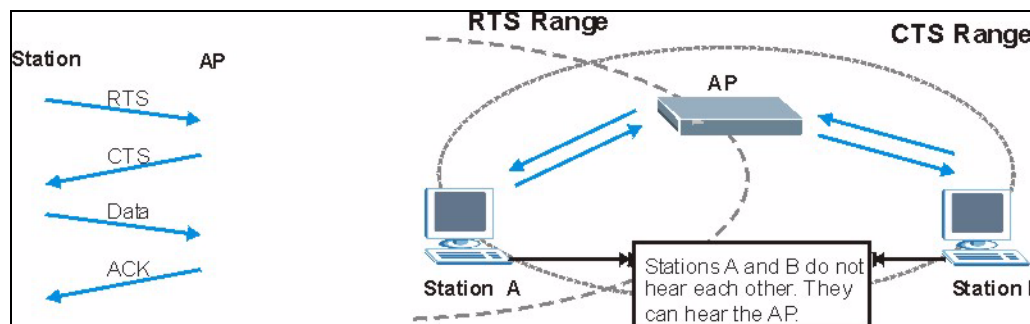 RTS Range
CTS Range
Station
AP
RTS
CTS
Data
ACK
AP
Station A
Station
Stations A and B do not
hear each other. They
can hear the AP.